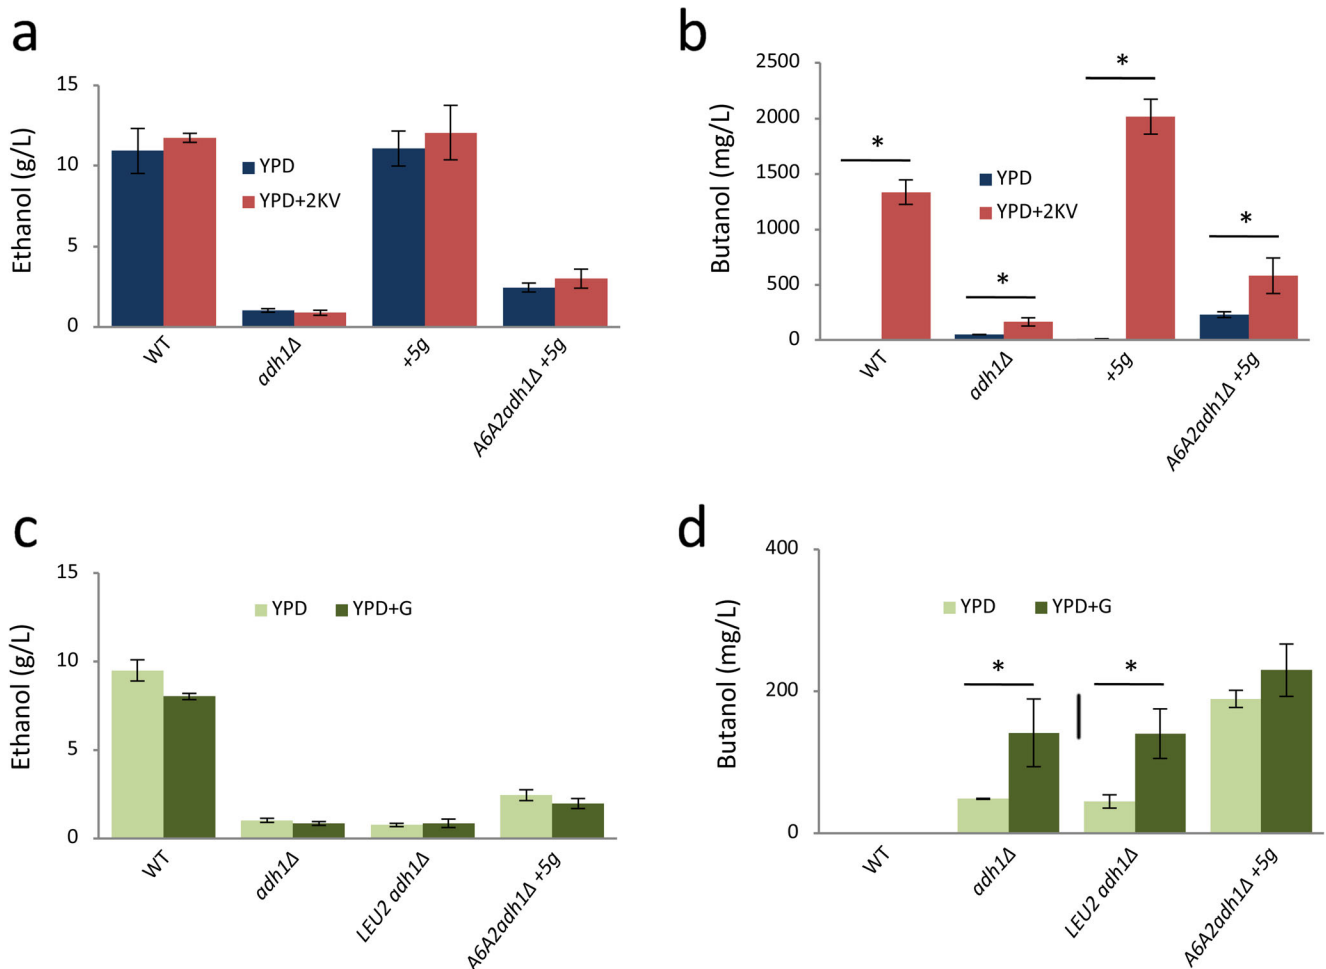 a
Ethanol (g/L)
15
10
5
0
YPD
YPD+2KV
WT
adh1Δ
+5g
A6A2adh1Δ +5g
b
Butanol (mg/L)
2500
2000
1500
1000
500
0
*
*
*
*
YPD
YPD+2KV
WT
adh1Δ
+5g
A6A2adh1Δ +5g
c
Ethanol (g/L)
15
10
5
0
YPD
YPD+G
WT
adh1Δ
LEU2 adh1Δ
A6A2adh1Δ +5g
d
Butanol (mg/L)
400
200
0
YPD
YPD+G
*
*
WT
adh1Δ
LEU2 adh1Δ
A6A2adh1Δ +5g